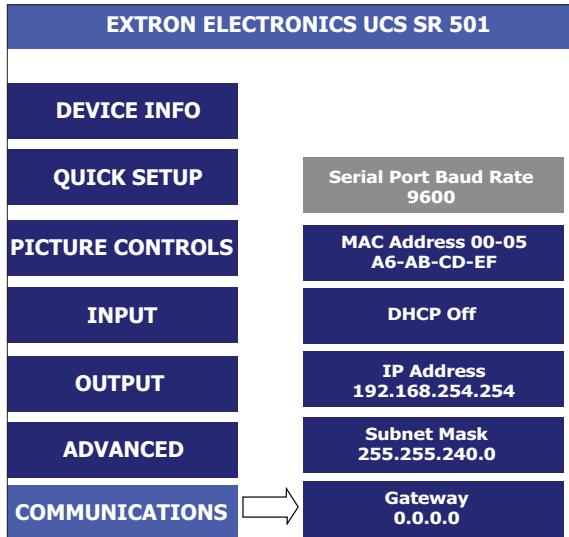 EXTRON ELECTRONICS UCS SR 501
DEVICE INFO
QUICK SETUP
PICTURE CONTROLS
INPUT
OUTPUT
ADVANCED
COMMUNICATIONS
Serial Port Baud Rate
9600
MAC Address 00-05
A6-AB-CD-EF
DHCP Off
IP Address
192.168.254.254
Subnet Mask
255.255.240.0
Gateway
0.0.0.0